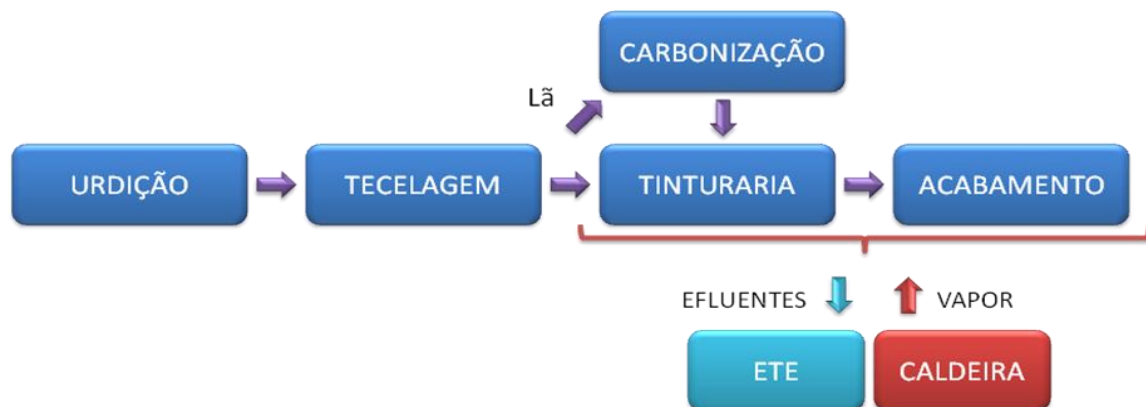 CARBONIZAÇÃO
Lã
URDIÇÃO
TECELAGEM
TINTURARIA
ACABAMENTO
EFLUENTES
VAPOR
ETE
CALDEIRA